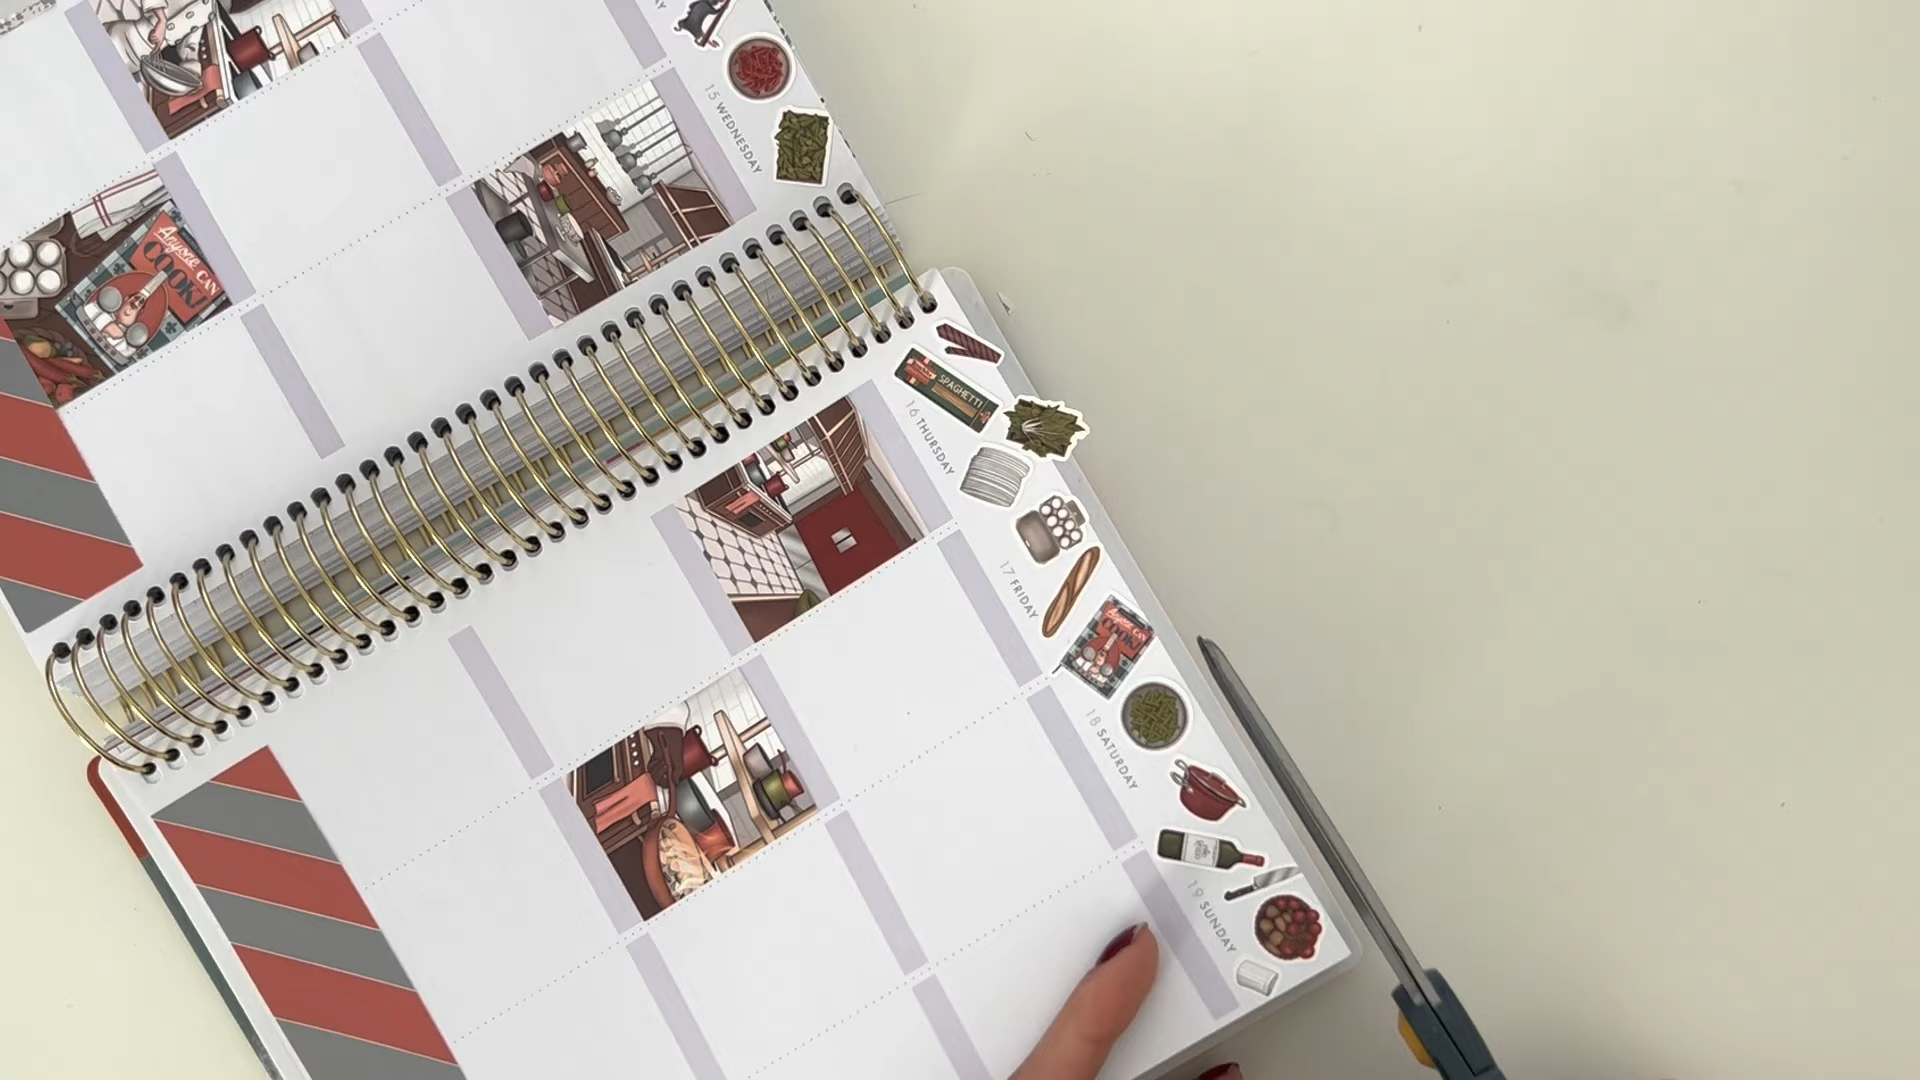 15 WEDNESDAY
Anyone CAN
COOK!
SPAGHETTI
16 THURSDAY
17 FRIDAY
Anyone CAN
COOK!
18 SATURDAY
19 SUNDAY